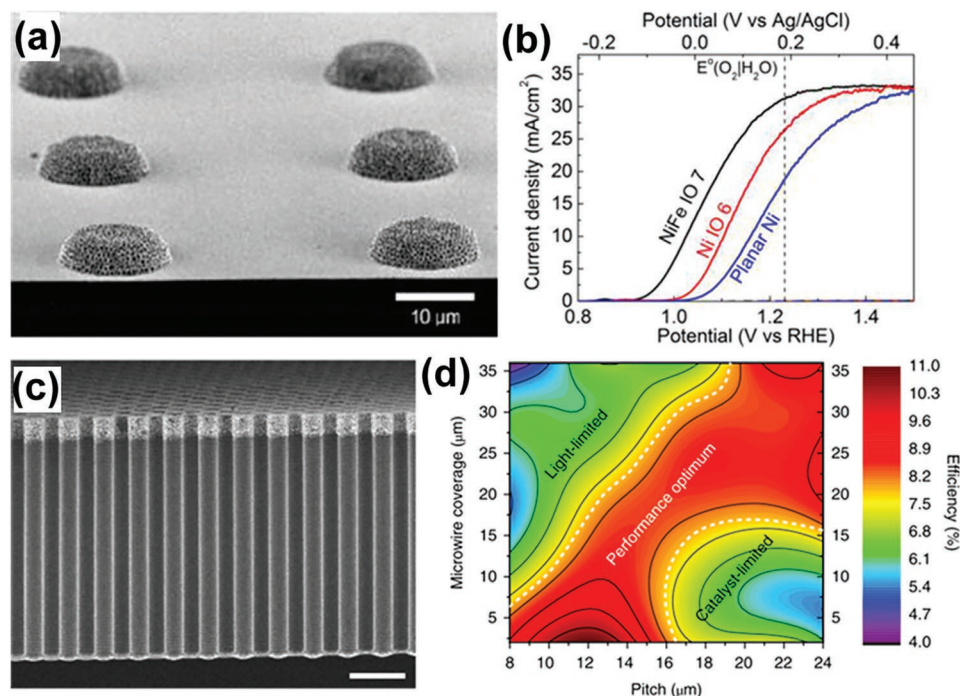 (a)
10 µm
(b)
Potential (V vs Ag/AgCl)
-0.2 0.0 0.2 0.4
E°(O₂|H₂O)
35
30
25
20
15
10
5
0
Current density (mA/cm²)
NiFe IO 7
Ni IO 6
Planar Ni
0.8 1.0 1.2 1.4
Potential (V vs RHE)
(c)
(d)
Microwire coverage (µm)
35
30
25
20
15
10
5
Light-limited
Performance optimum
Catalyst-limited
35
30
25
20
15
10
5
8 10 12 14 16 18 20 22 24
Pitch (µm)
11.0
10.3
9.6
8.9
8.2
7.5
6.8
6.1
5.4
4.7
4.0
Efficiency (%)